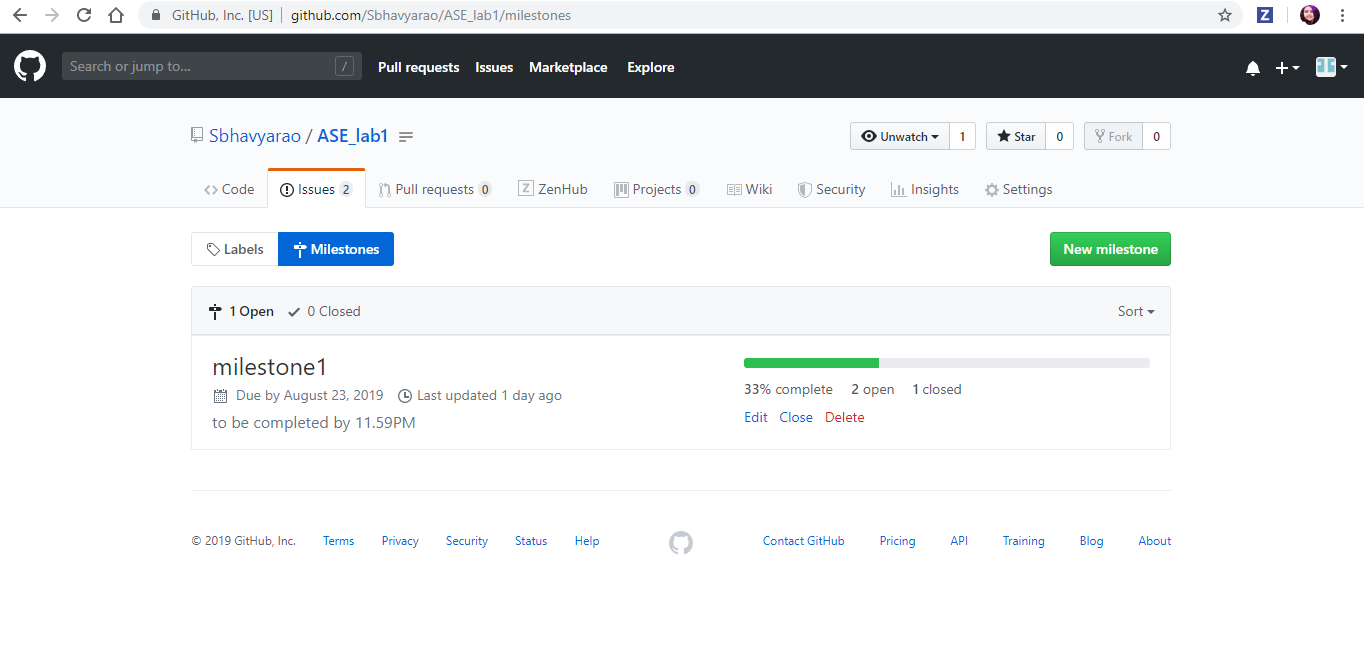 GitHub, Inc. [US] | github.com/Sbhavyarao/ASE_lab1/milestones Z
Search or jump to... / Pull requests Issues Marketplace Explore
Sbhavyarao / ASE_lab1 Unwatch 1 Star 0 Fork 0
Code Issues 2 Pull requests 0 Z ZenHub Projects 0 Wiki Security Insights Settings
Labels Milestones New milestone
1 Open 0 Closed Sort
milestone1
Due by August 23, 2019 Last updated 1 day ago
to be completed by 11.59PM
33% complete 2 open 1 closed
Edit Close Delete
© 2019 GitHub, Inc. Terms Privacy Security Status Help Contact GitHub Pricing API Training Blog About